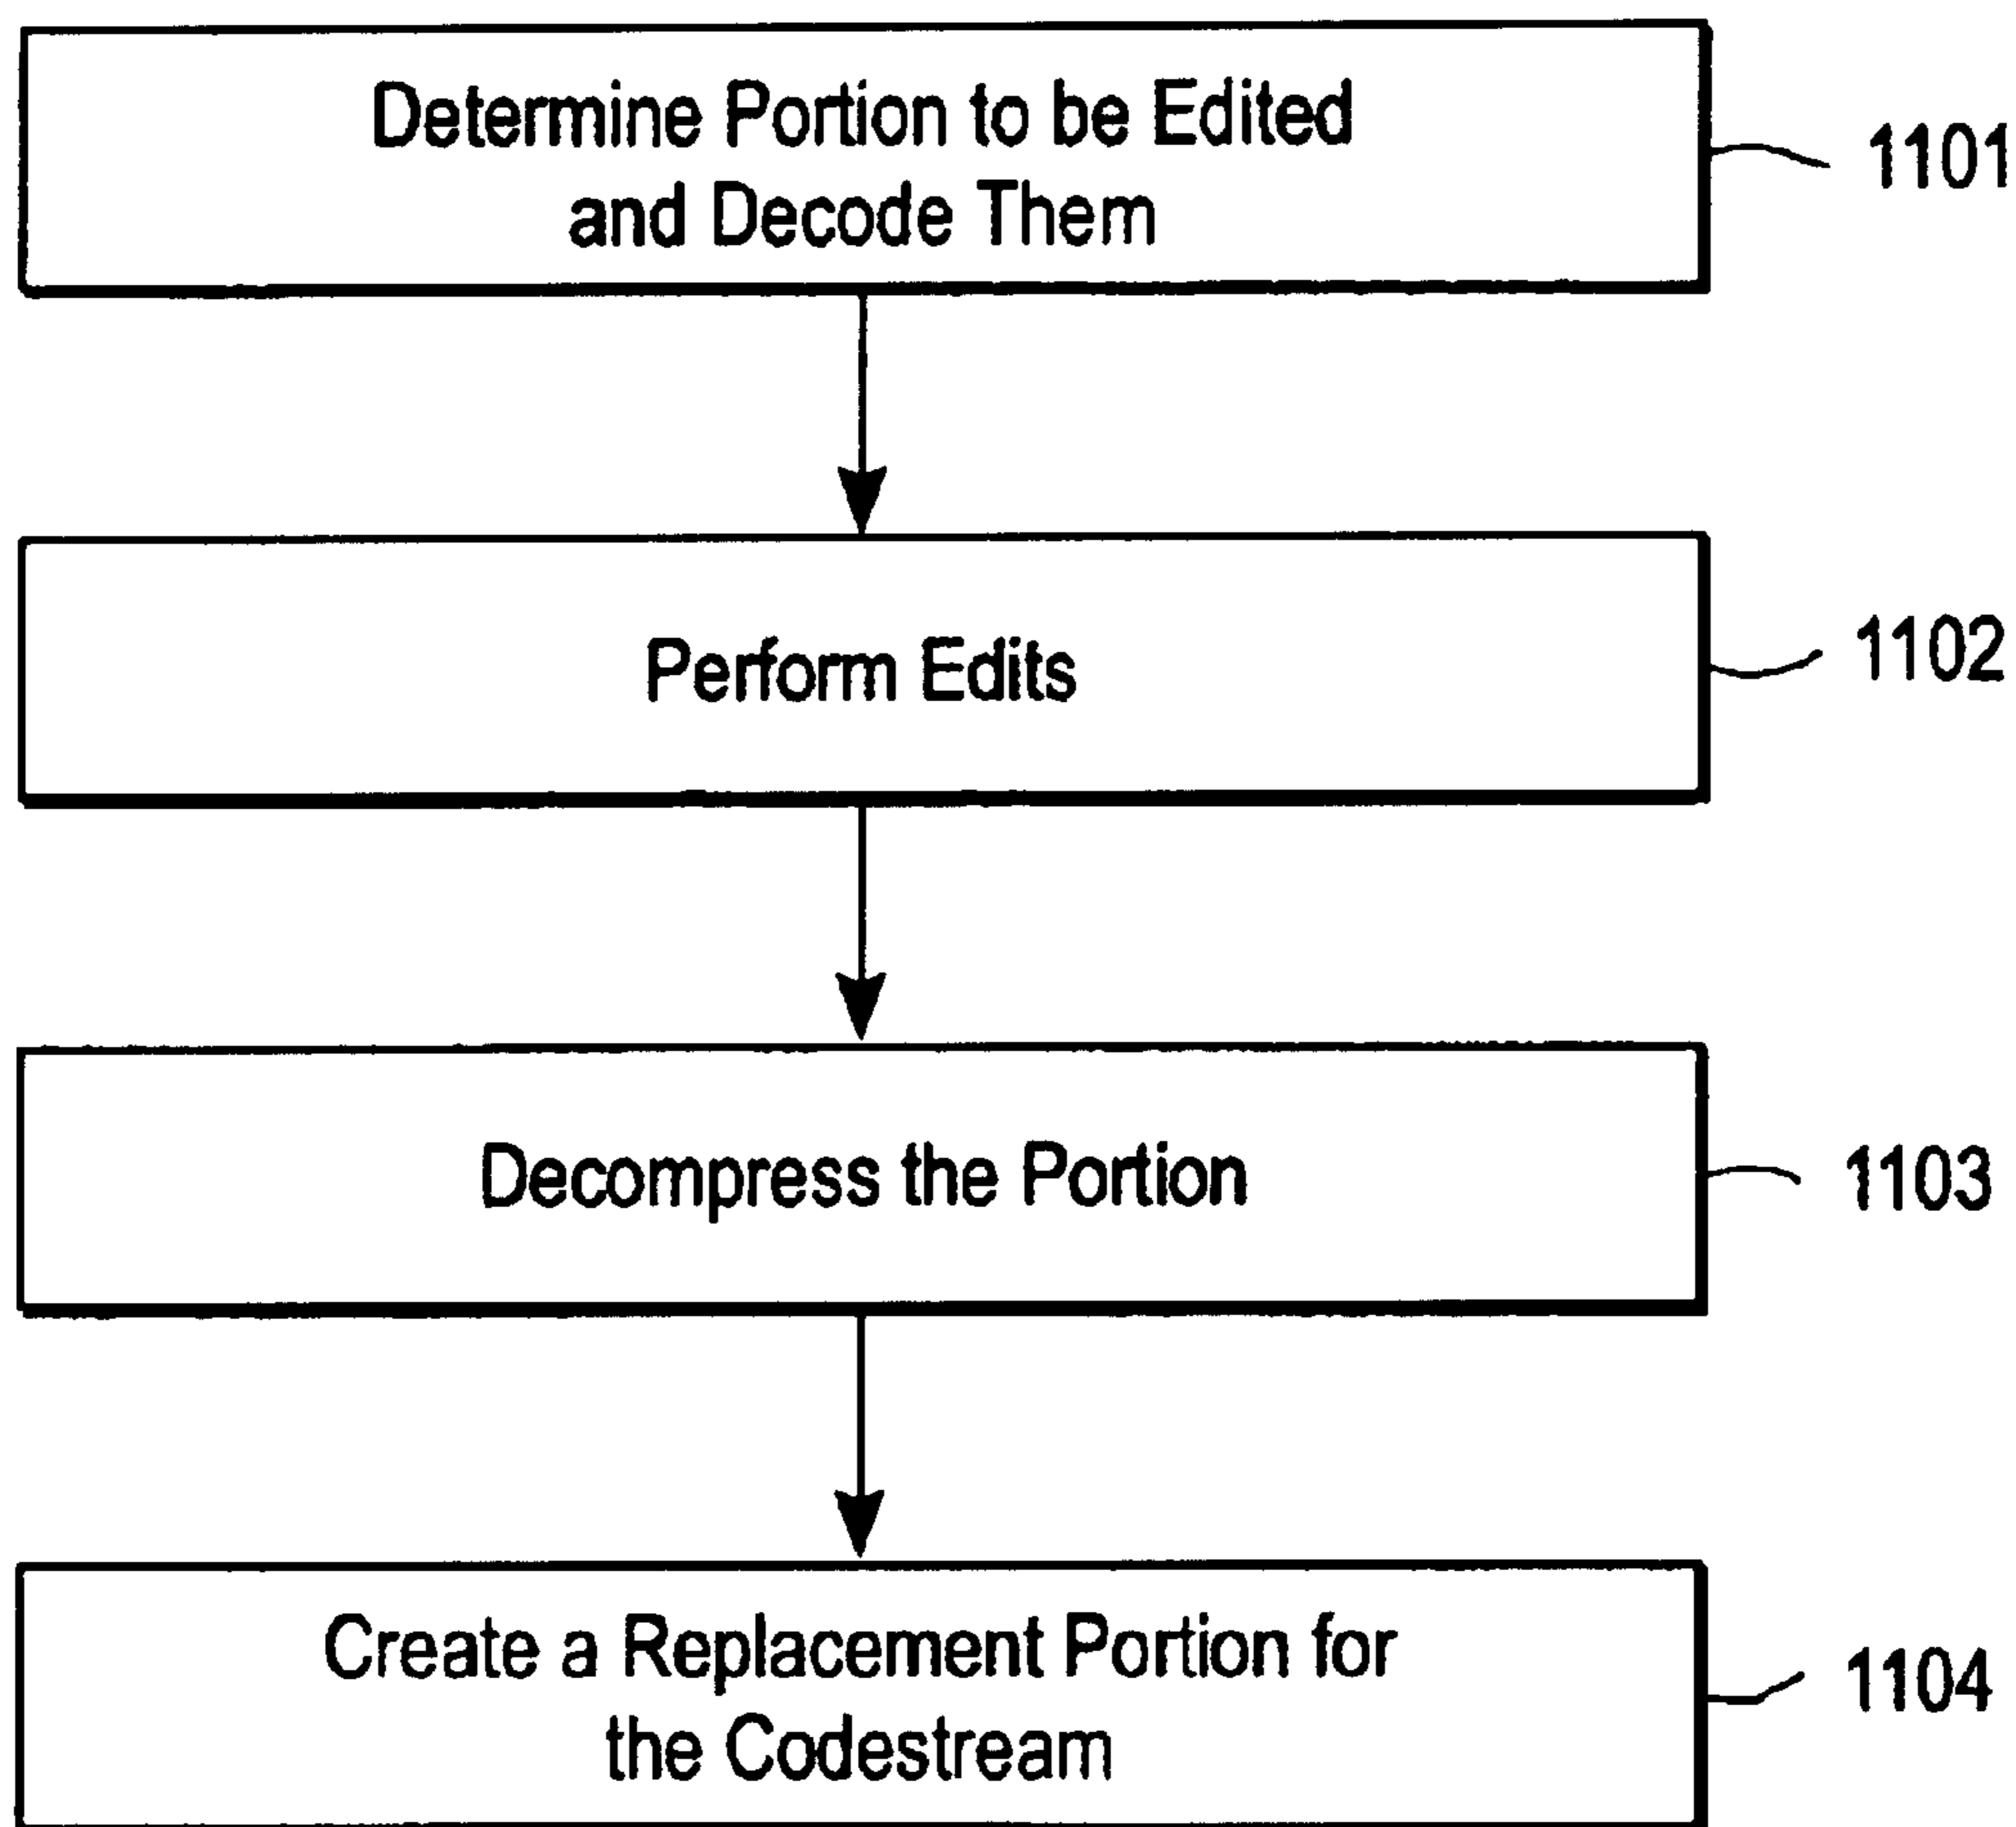 Determine Portion to be Edited
and Decode Them
1101
Perform Edits
1102
Decompress the Portion
1103
Create a Replacement Portion for
the Codestream
1104